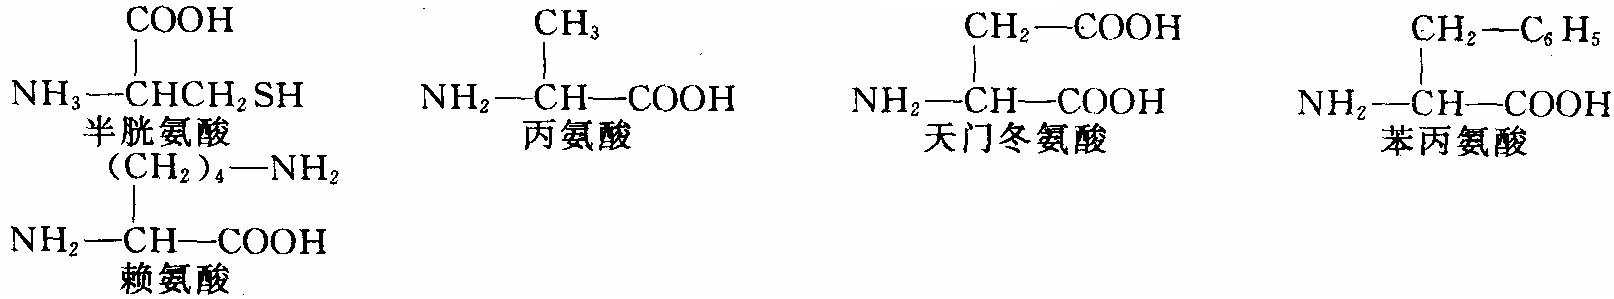 COOH CH₃ CH₂—COOH CH₂—C₆H₅
NH₃—CHCH₂SH NH₂—CH—COOH NH₂—CH—COOH NH₂—CH—COOH
半胱氨酸 丙氨酸 天门冬氨酸 苯丙氨酸
(CH₂)₄—NH₂
NH₂—CH—COOH
赖氨酸